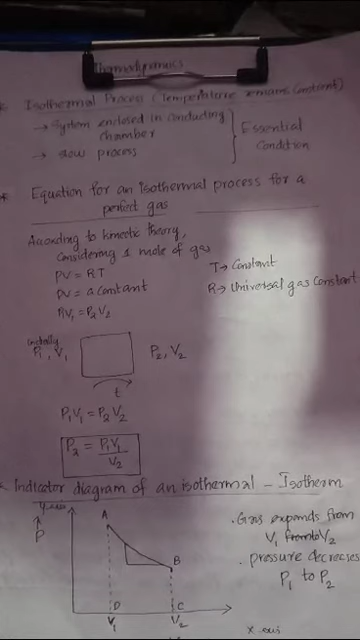 Thermodynamics
* Isothermal Process (Temperature remains constant)
→ System enclosed in conducting chamber
→ slow process
Essential Condition
* Equation for an isothermal process for a perfect gas
According to kinetic theory,
Considering 1 mole of gas
PV = RT
PV = a constant
P₁V₁ = P₂V₂
T → Constant
R → Universal gas constant
initially
P₁, V₁
P₂, V₂
t
P₁V₁ = P₂V₂
P₂ = P₁V₁ / V₂
Indicator diagram of an isothermal - Isotherm
y-axis
↑
P
A
B
D
C
V₁
V₂
x-axis
. Gas expands from
V₁ to V₂
. pressure decreases
P₁ to P₂